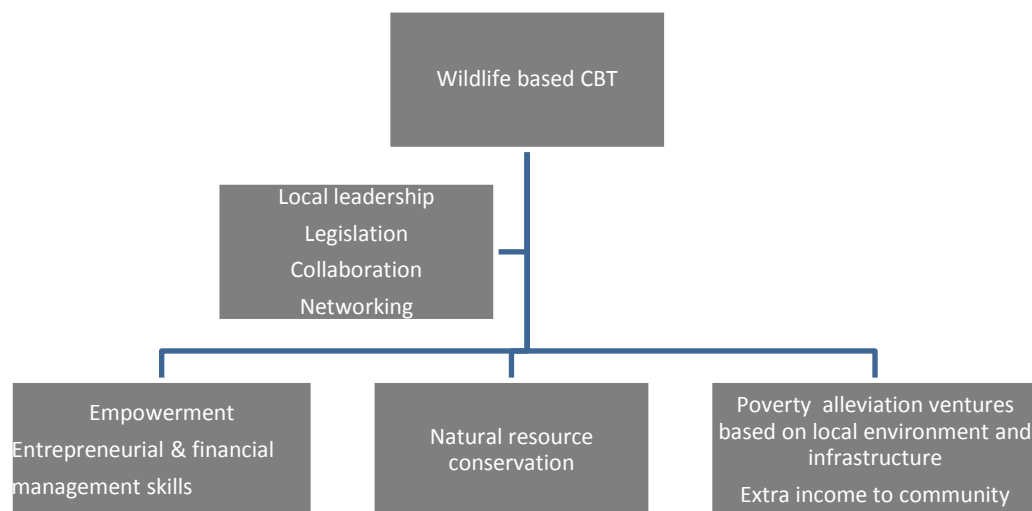 Wildlife based CBT
Local leadership
Legislation
Collaboration
Networking
Empowerment
Entrepreneurial & financial
management skills
Natural resource
conservation
Poverty alleviation ventures
based on local environment and
infrastructure
Extra income to community